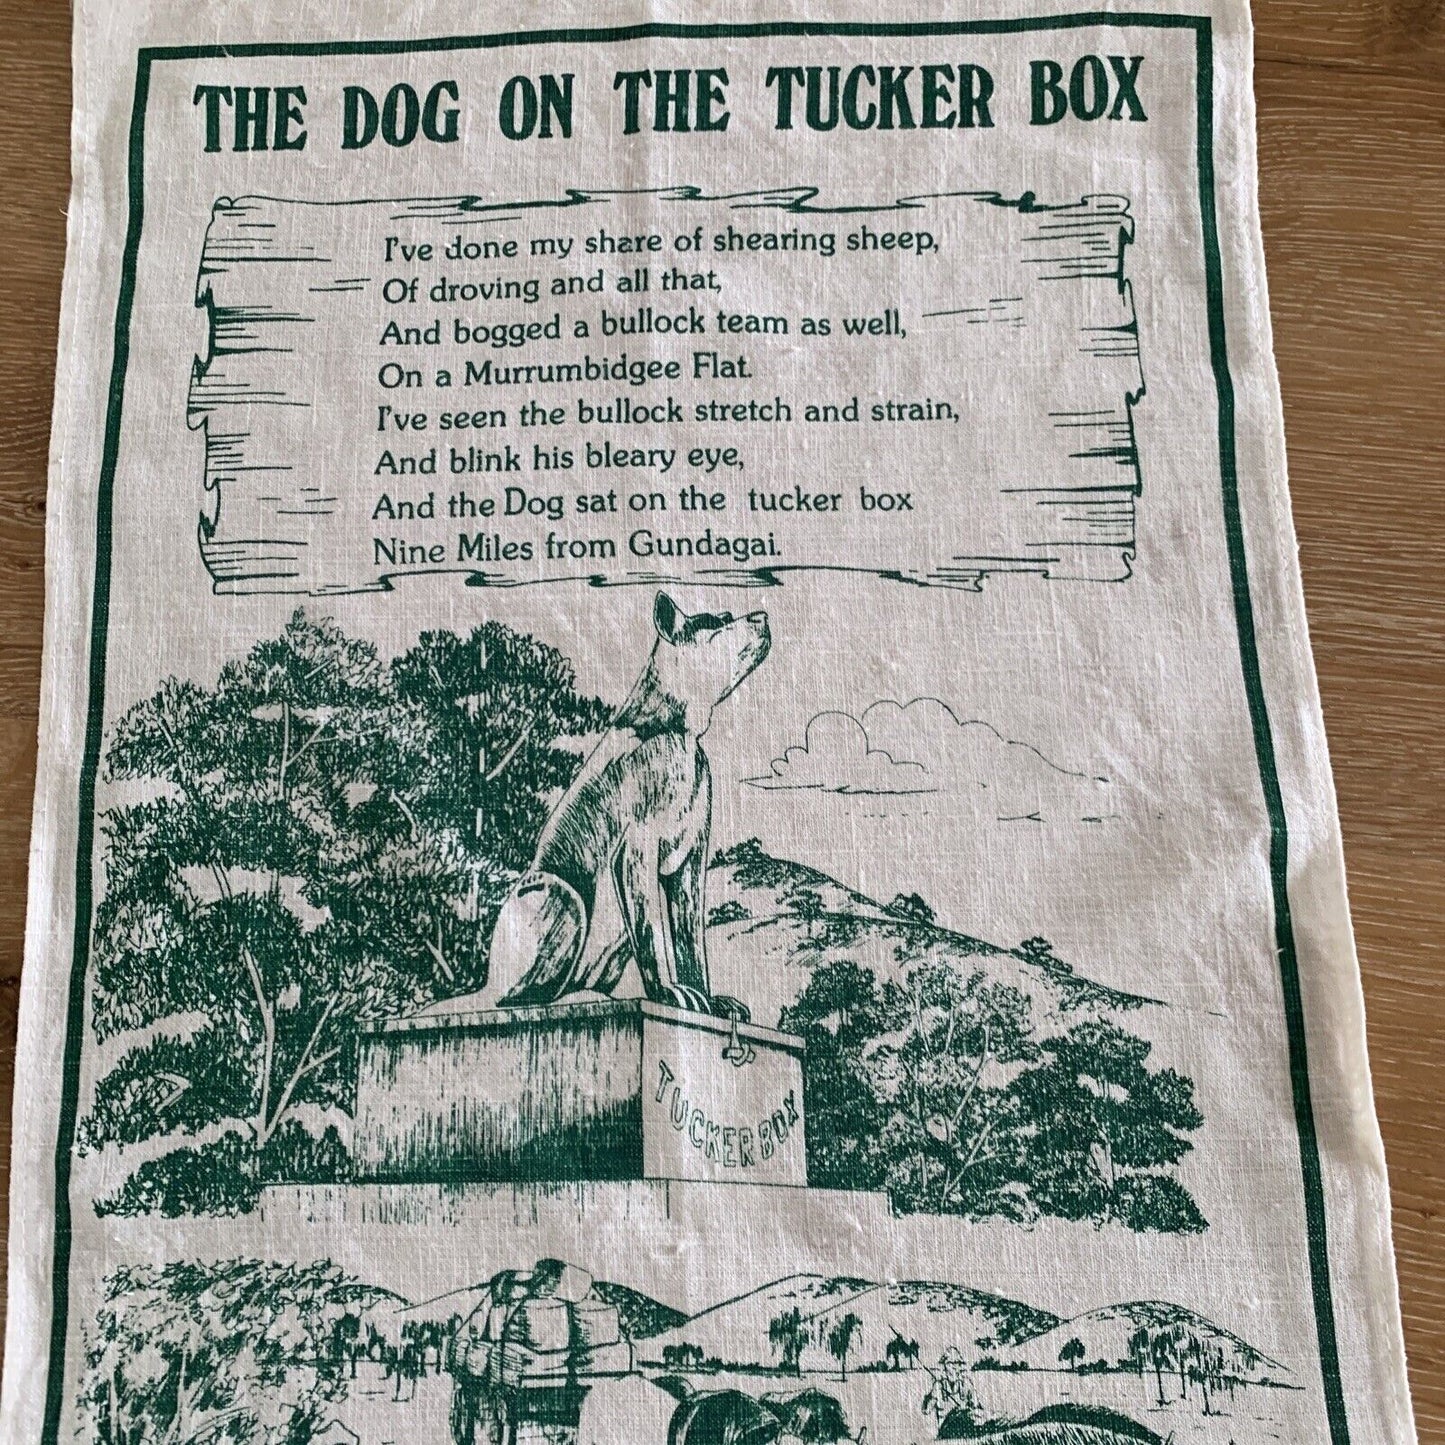 THE DOG ON THE TUCKER BOX
I've done my share of shearing sheep,
Of droving and all that,
And bogged a bullock team as well,
On a Murrumbidgee Flat.
I've seen the bullock stretch and strain,
And blink his bleary eye,
And the Dog sat on the tucker box
Nine Miles from Gundagai.
TUCKER BOX